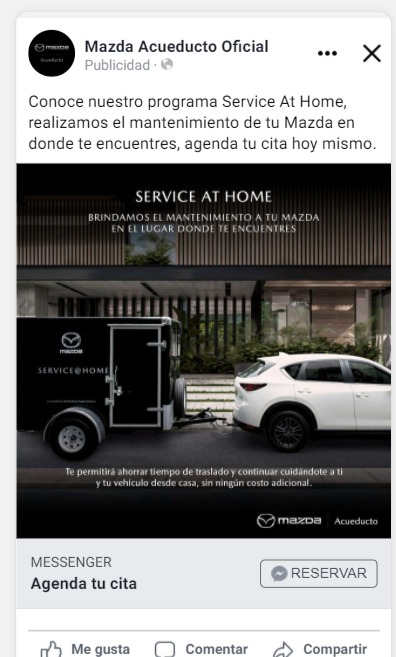 mazda
Acueducto
Mazda Acueducto Oficial
Publicidad ·
Conoce nuestro programa Service At Home,
realizamos el mantenimiento de tu Mazda en
donde te encuentres, agenda tu cita hoy mismo.
SERVICE AT HOME
BRINDAMOS EL MANTENIMIENTO A TU MAZDA
EN EL LUGAR DONDE TE ENCUENTRES
mazda
SERVICE@HOME
Te permitirá ahorrar tiempo de traslado y continuar cuidándote a ti
y tu vehículo desde casa, sin ningún costo adicional.
mazda | Acueducto
MESSENGER
Agenda tu cita
RESERVAR
Me gusta Comentar Compartir